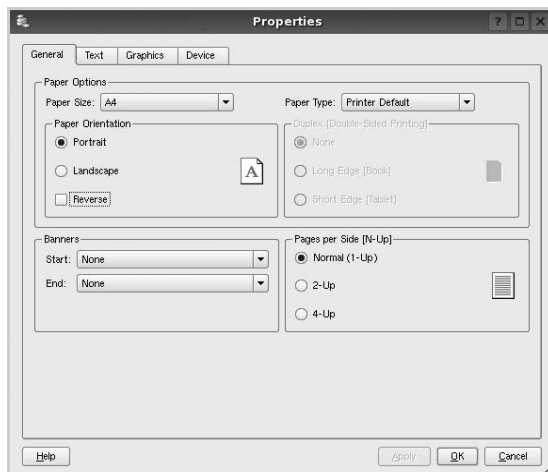 Properties
General Text Graphics Device
Paper Options
Paper Size: A4 Paper Type: Printer Default
Paper Orientation
Portrait
Landscape
Reverse
A
Duplex [Double-Sided Printing]
None
Long Edge [Book]
Short Edge [Tablet]
Banners
Start: None
End: None
Pages per Side [N-Up]
Normal (1-Up)
2-Up
4-Up
Help Apply OK Cancel